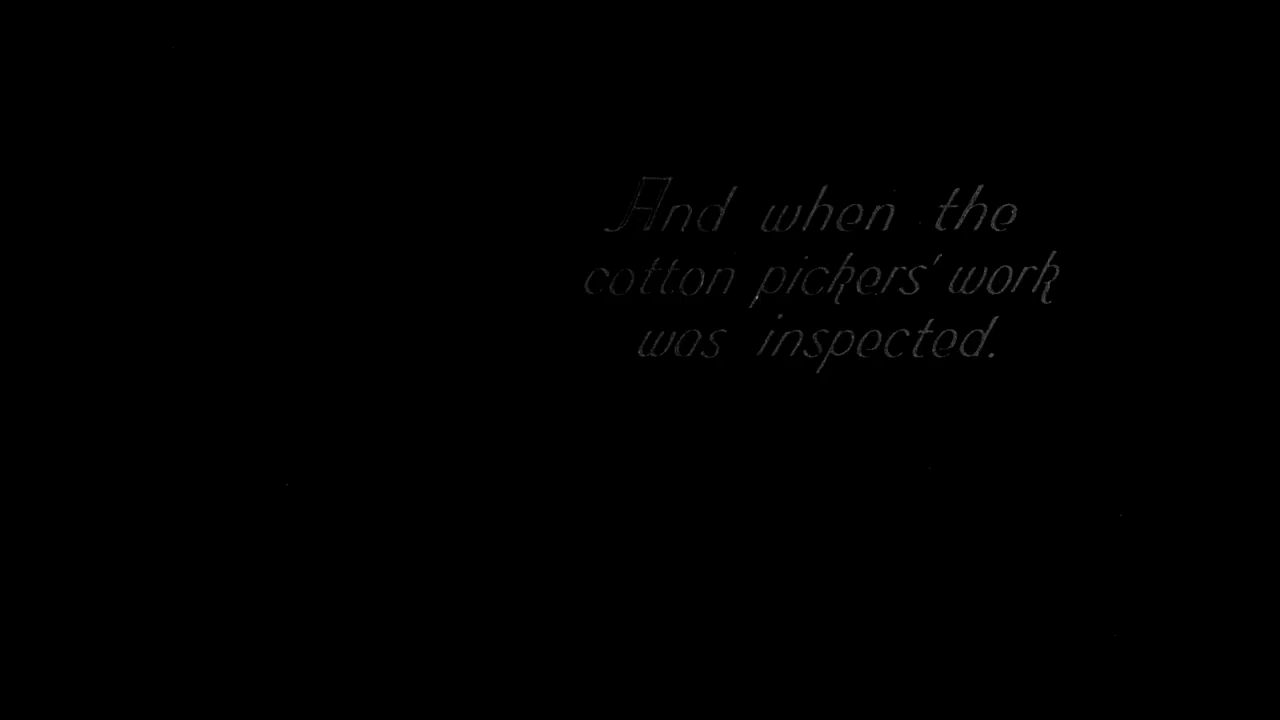 And when the
cotton pickers' work
was inspected.